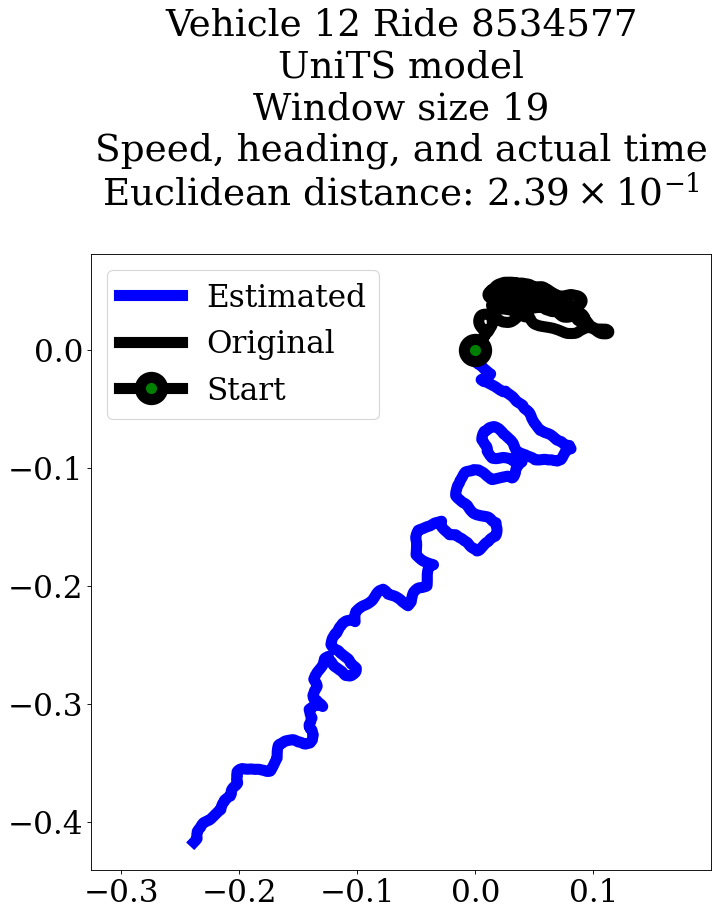 Vehicle 12 Ride 8534577
UniTS model
Window size 19
Speed, heading, and actual time
Euclidean distance: 2.39 × 10⁻¹
Estimated
Original
Start
0.0
−0.1
−0.2
−0.3
−0.4
−0.3 −0.2 −0.1 0.0 0.1